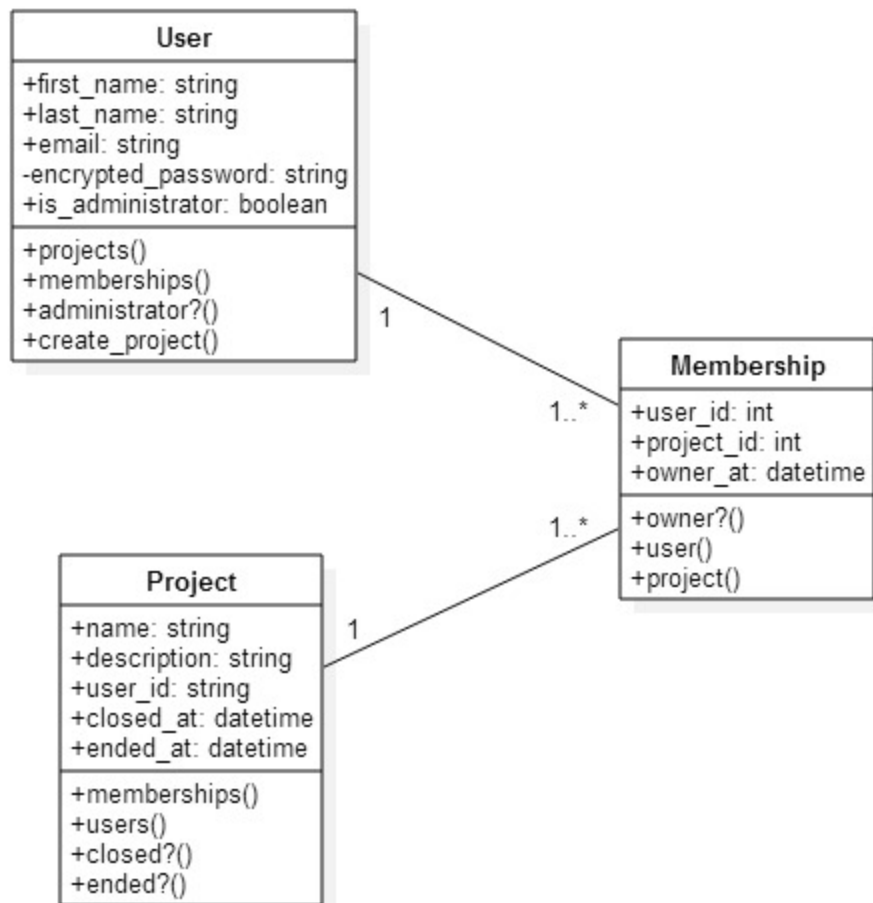 User
+first_name: string
+last_name: string
+email: string
-encrypted_password: string
+is_administrator: boolean
+projects()
+memberships()
+administrator?()
+create_project()
1
1..*
Membership
+user_id: int
+project_id: int
+owner_at: datetime
+owner?()
+user()
+project()
1..*
1
Project
+name: string
+description: string
+user_id: string
+closed_at: datetime
+ended_at: datetime
+memberships()
+users()
+closed?()
+ended?()